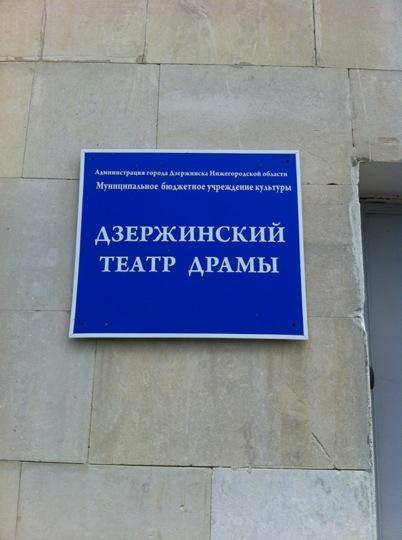 Администрация города Дзержинска Нижегородской области
Муниципальное бюджетное учреждение культуры
ДЗЕРЖИНСКИЙ
ТЕАТР ДРАМЫ